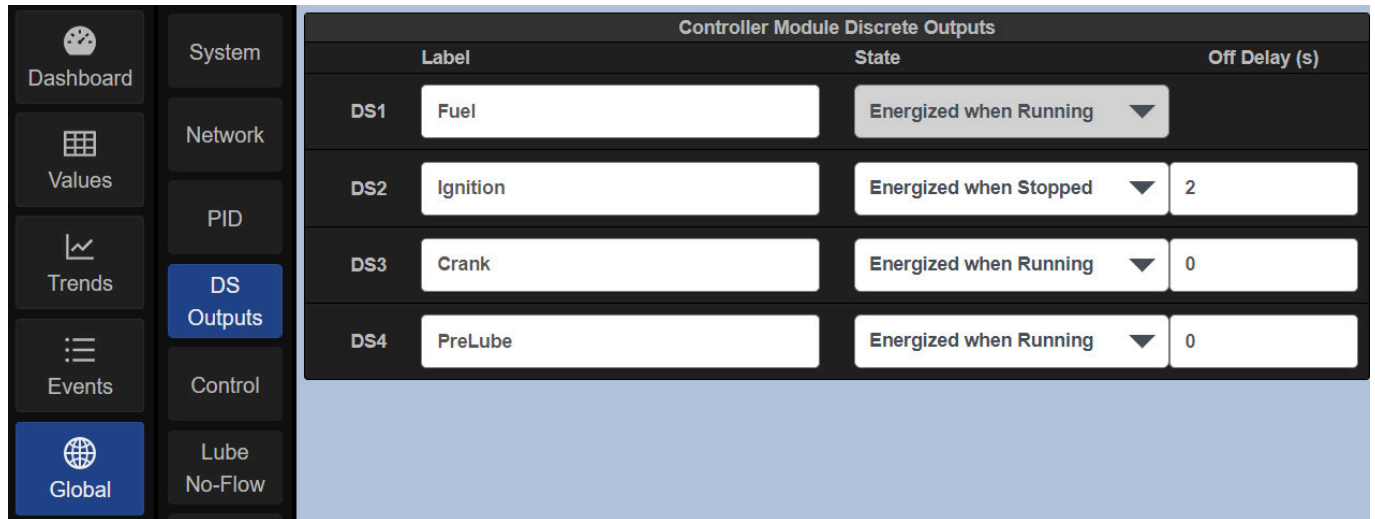 Dashboard
Values
Trends
Events
Global
System
Network
PID
DS
Outputs
Control
Lube
No-Flow
Controller Module Discrete Outputs
Label State Off Delay (s)
DS1 Fuel Energized when Running
DS2 Ignition Energized when Stopped 2
DS3 Crank Energized when Running 0
DS4 PreLube Energized when Running 0